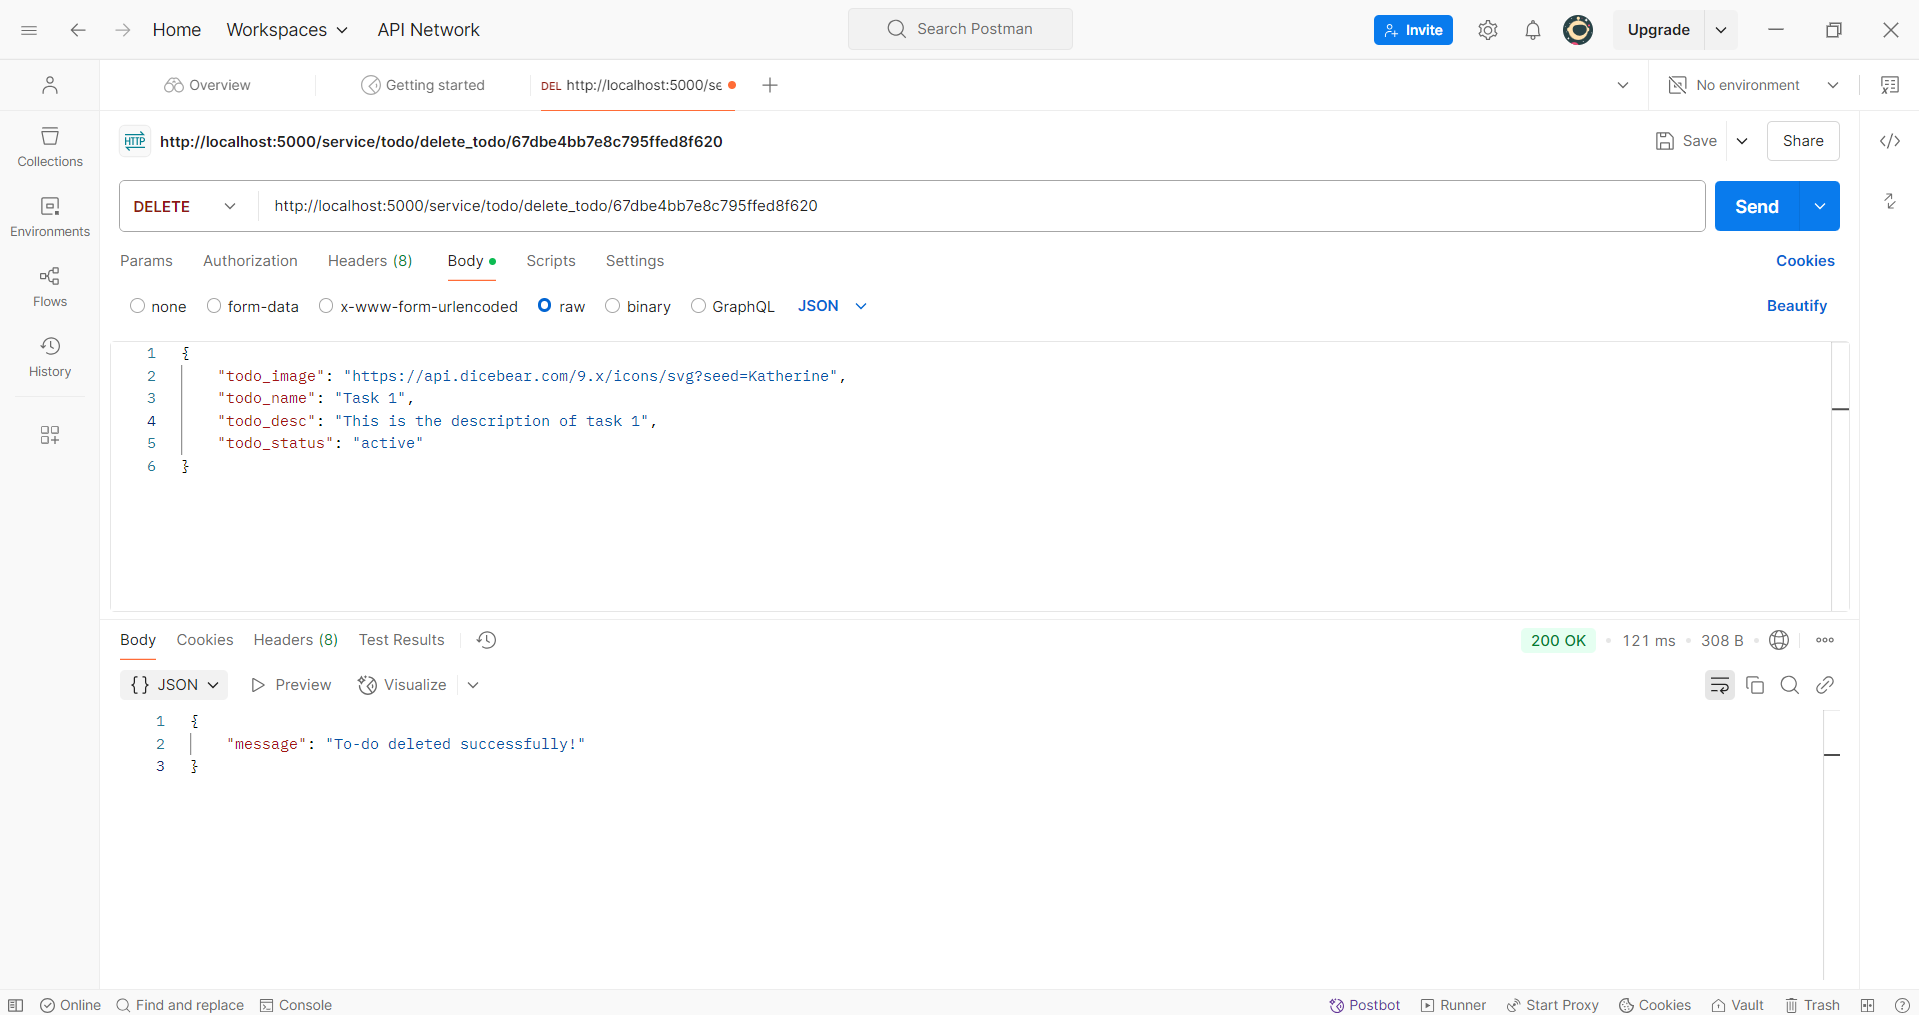 Home Workspaces API Network Search Postman Invite Upgrade
Overview Getting started DEL http://localhost:5000/se No environment
HTTP http://localhost:5000/service/todo/delete_todo/67dbe4bb7e8c795ffed8f620 Save Share
Collections
Environments
Flows
History
DELETE http://localhost:5000/service/todo/delete_todo/67dbe4bb7e8c795ffed8f620 Send
Params Authorization Headers (8) Body Scripts Settings Cookies
none form-data x-www-form-urlencoded raw binary GraphQL JSON Beautify
1 {
2 "todo_image": "https://api.dicebear.com/9.x/icons/svg?seed=Katherine",
3 "todo_name": "Task 1",
4 "todo_desc": "This is the description of task 1",
5 "todo_status": "active"
6 }
Body Cookies Headers (8) Test Results 200 OK 121 ms 308 B
{} JSON Preview Visualize
1 {
2 "message": "To-do deleted successfully!"
3 }
Online Find and replace Console Postbot Runner Start Proxy Cookies Vault Trash